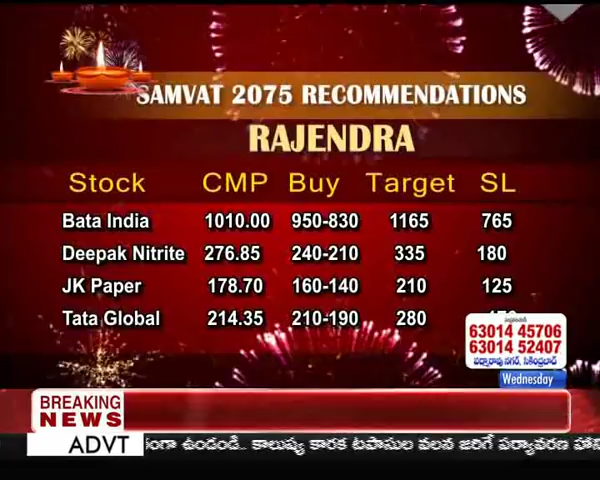 SAMVAT 2075 RECOMMENDATIONS
RAJENDRA
Stock CMP Buy Target SL
Bata India 1010.00 950-830 1165 765
Deepak Nitrite 276.85 240-210 335 180
JK Paper 178.70 160-140 210 125
Tata Global 214.35 210-190 280
63014 45706
63014 52407
పద్మారావు నగర్, సికింద్రాబాద్
Wednesday
BREAKING
NEWS
ADVT ఉండండి.. కాలుష్య కారక టపాసుల వలన జరిగే పర్యావరణ